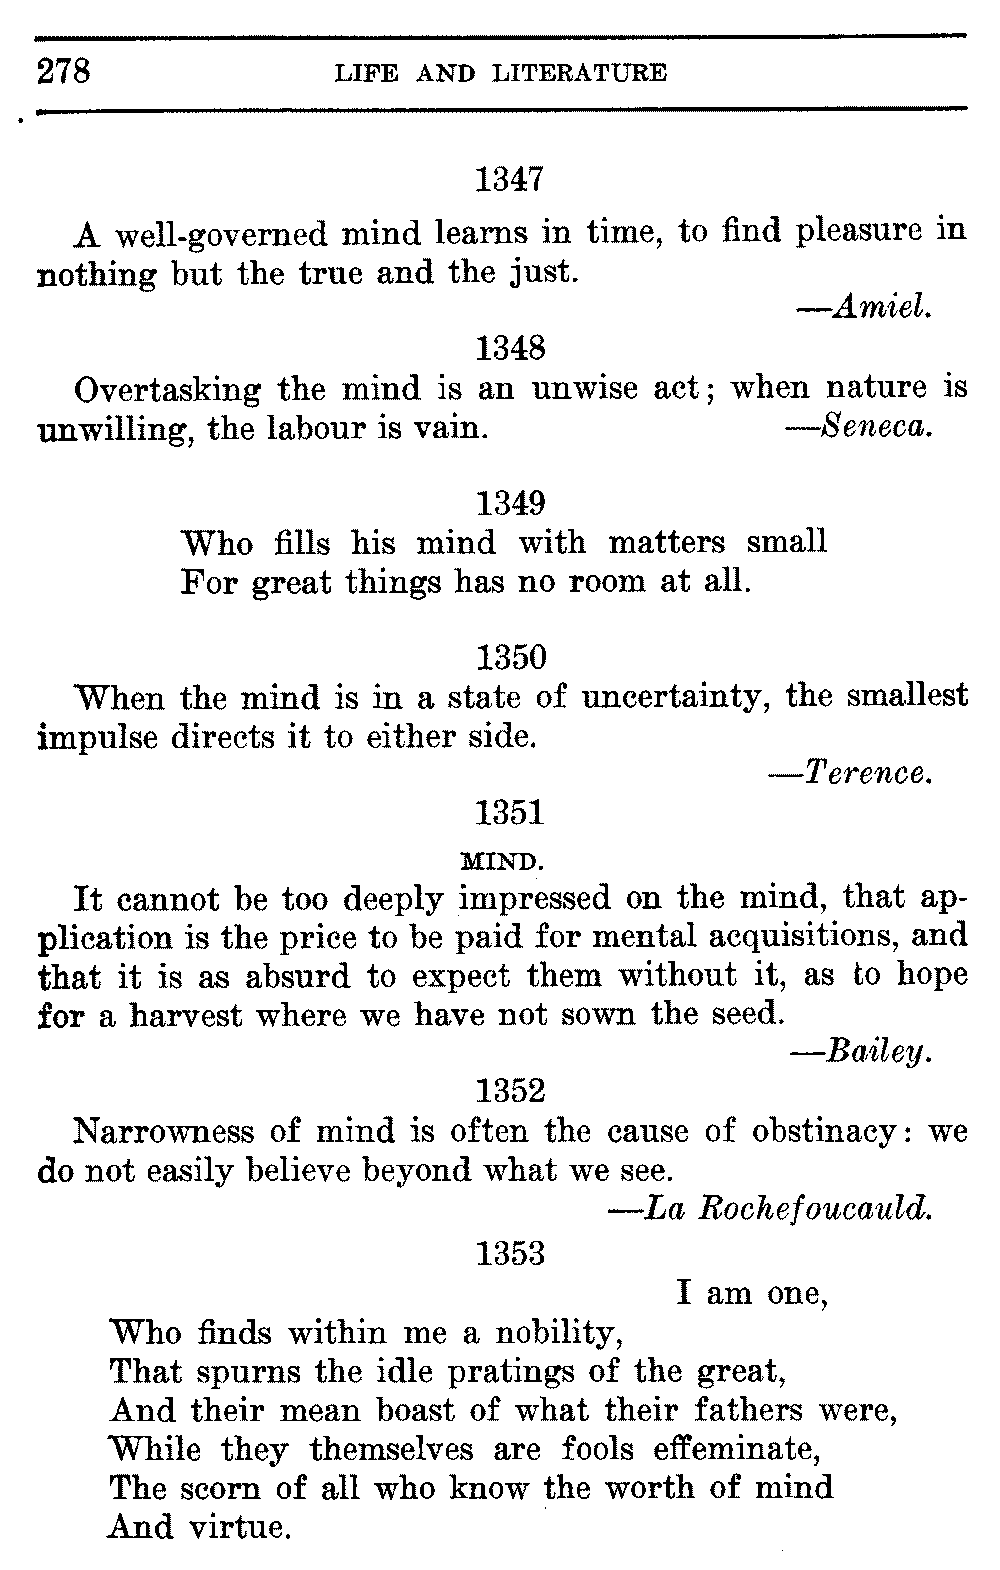 278 LIFE AND LITERATURE
1347
A well-governed mind learns in time, to find pleasure in
nothing but the true and the just.
—Amiel.
1348
Overtasking the mind is an unwise act; when nature is
unwilling, the labour is vain. —Seneca.
1349
Who fills his mind with matters small
For great things has no room at all.
1350
When the mind is in a state of uncertainty, the smallest
impulse directs it to either side.
—Terence.
1351
MIND.
It cannot be too deeply impressed on the mind, that ap-
plication is the price to be paid for mental acquisitions, and
that it is as absurd to expect them without it, as to hope
for a harvest where we have not sown the seed.
—Bailey.
1352
Narrowness of mind is often the cause of obstinacy: we
do not easily believe beyond what we see.
—La Rochefoucauld.
1353
I am one,
Who finds within me a nobility,
That spurns the idle pratings of the great,
And their mean boast of what their fathers were,
While they themselves are fools effeminate,
The scorn of all who know the worth of mind
And virtue.